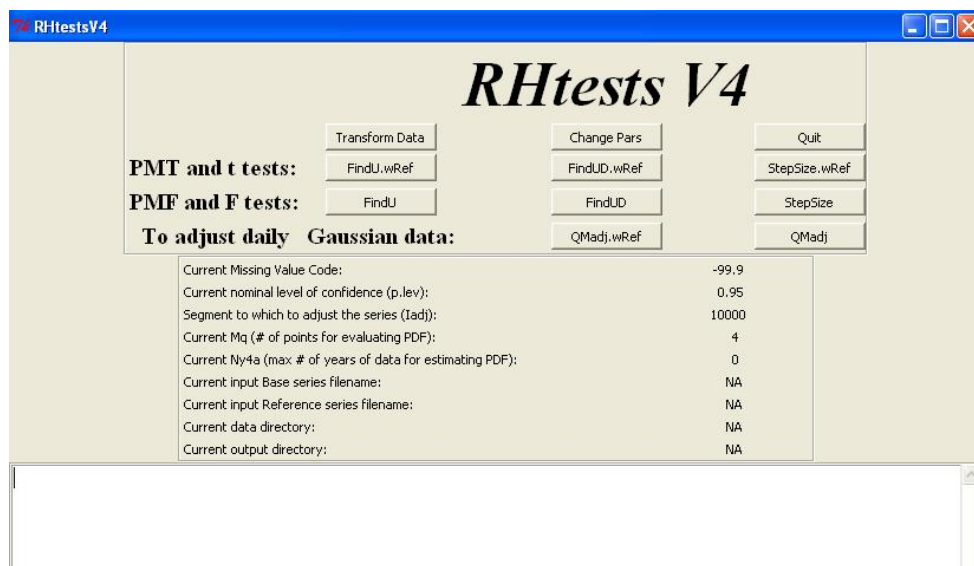 RHtestsV4
RHtests V4
Transform Data Change Pars Quit
PMT and t tests: FindU.wRef FindUD.wRef StepSize.wRef
PMF and F tests: FindU FindUD StepSize
To adjust daily Gaussian data: QMadj.wRef QMadj
Current Missing Value Code: -99.9
Current nominal level of confidence (p.lev): 0.95
Segment to which to adjust the series (Iadj): 10000
Current Mq (# of points for evaluating PDF): 4
Current Ny4a (max # of years of data for estimating PDF): 0
Current input Base series filename: NA
Current input Reference series filename: NA
Current data directory: NA
Current output directory: NA